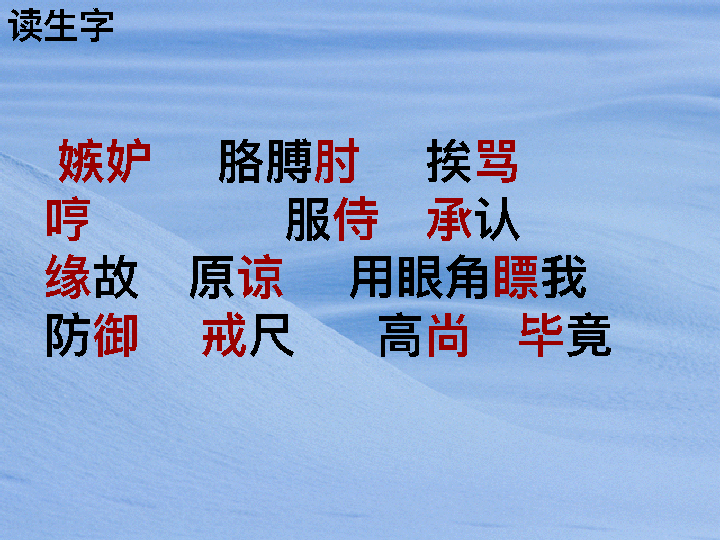 读生字
嫉妒 胳膊肘 挨骂
哼 服侍 承认
缘故 原谅 用眼角瞟我
防御 戒尺 高尚 毕竟